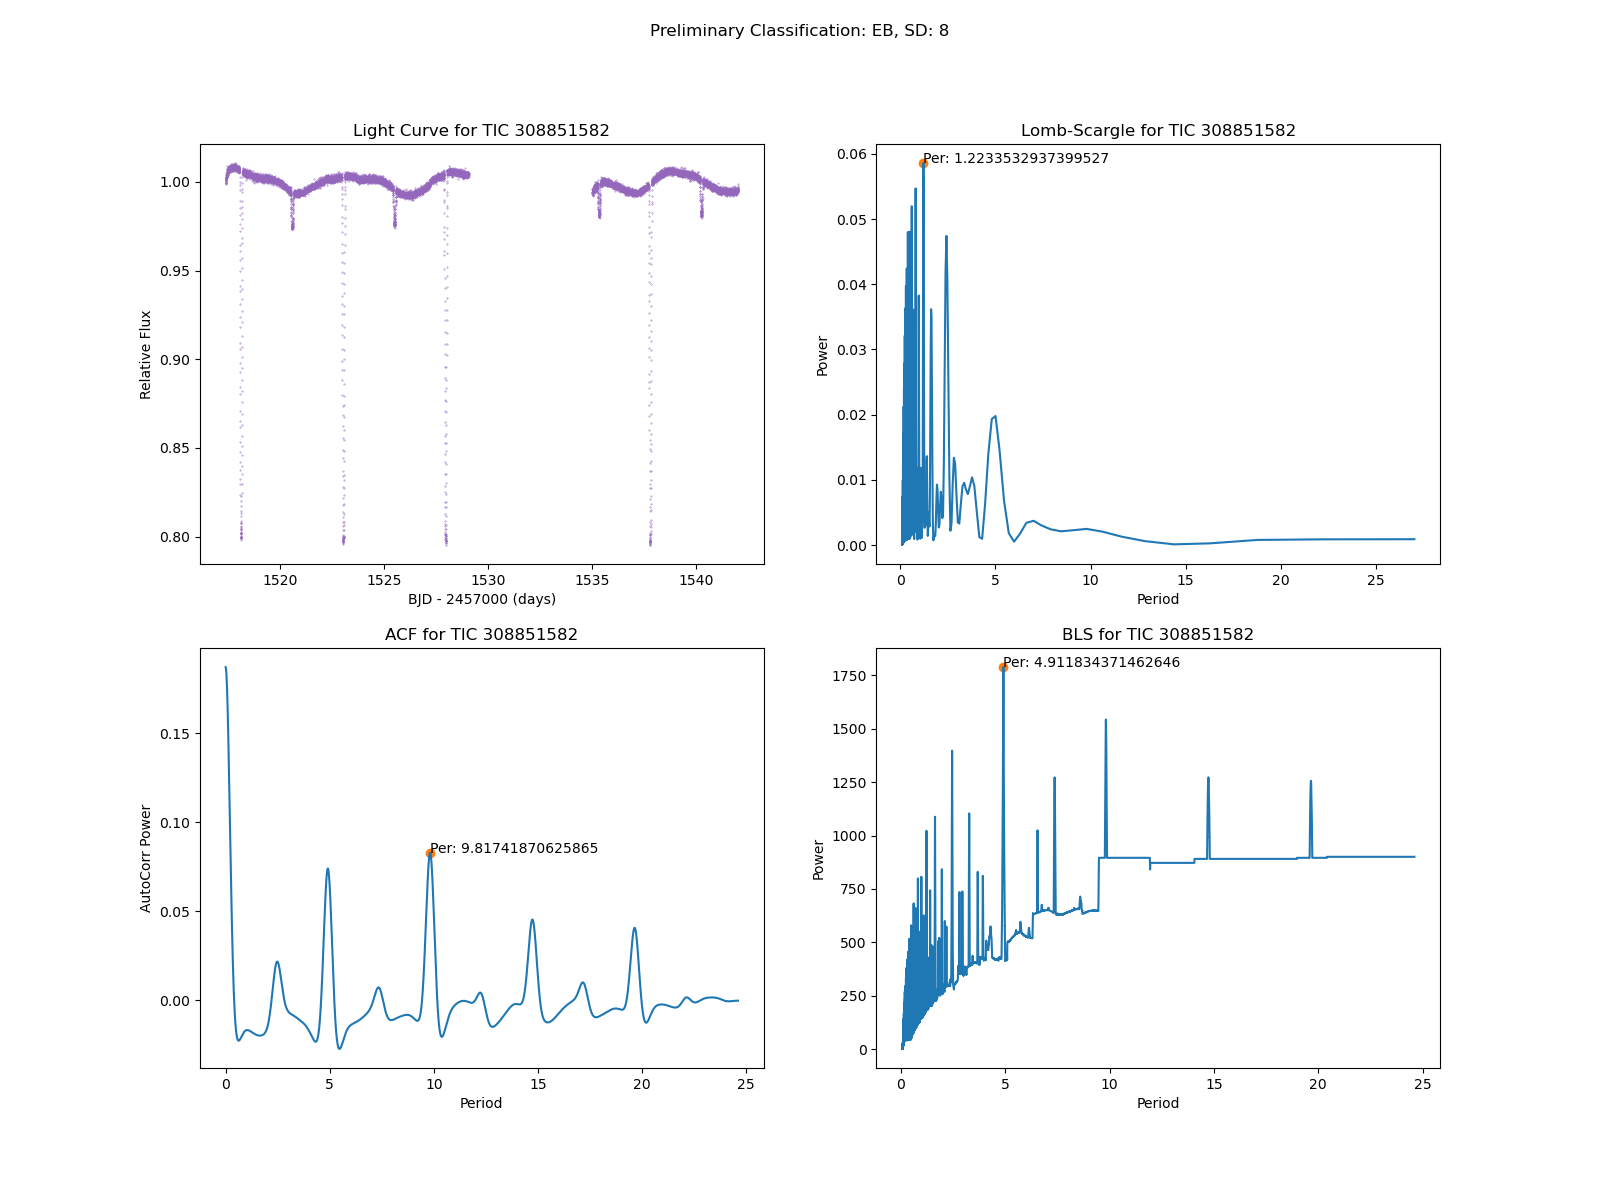 Preliminary Classification: EB, SD: 8
Light Curve for TIC 308851582
1.00
0.95
0.90
0.85
0.80
Relative Flux
1520
1525
1530
1535
1540
BJD - 2457000 (days)
Lomb-Scargle for TIC 308851582
Per: 1.2233532937399527
0.06
0.05
0.04
0.03
0.02
0.01
0.00
Power
0
5
10
15
20
25
Period
ACF for TIC 308851582
Per: 9.81741870625865
0.15
0.10
0.05
0.00
AutoCorr Power
0
5
10
15
20
25
Period
BLS for TIC 308851582
Per: 4.911834371462646
1750
1500
1250
1000
750
500
250
0
Power
0
5
10
15
20
25
Period